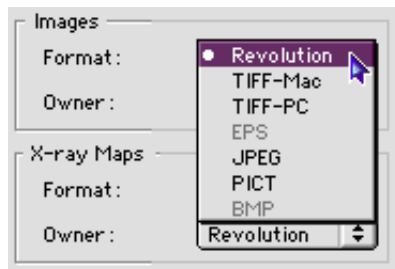 Images
Format:
Revolution
TIFF-Mac
Owner:
TIFF-PC
EPS
X-ray Maps
JPEG
Format:
PICT
BMP
Owner:
Revolution